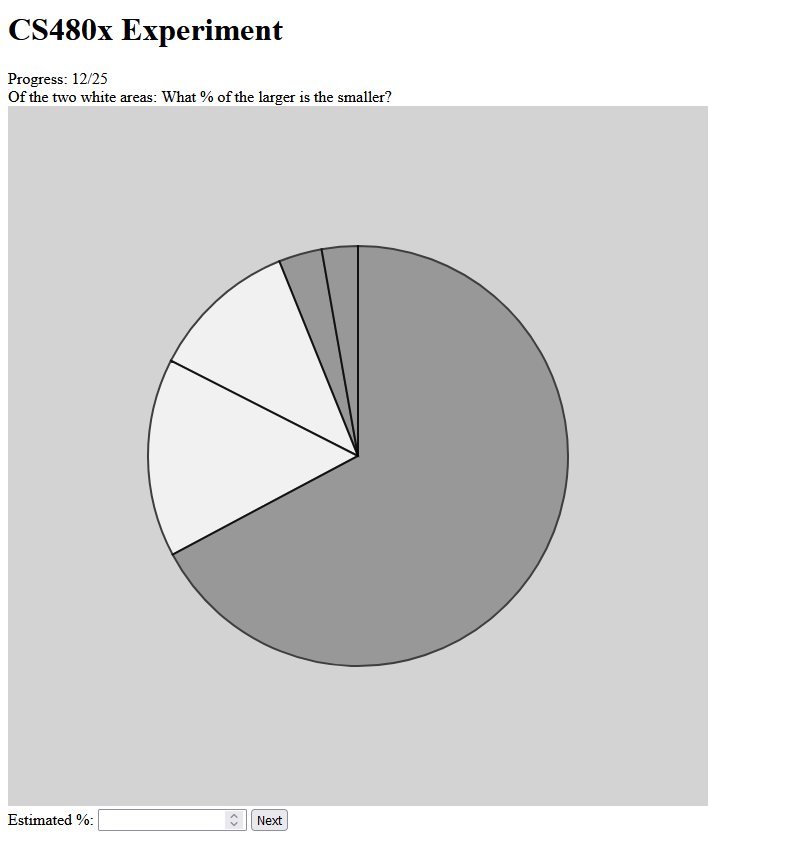 CS480x Experiment
Progress: 12/25
Of the two white areas: What % of the larger is the smaller?
Estimated %:
Next